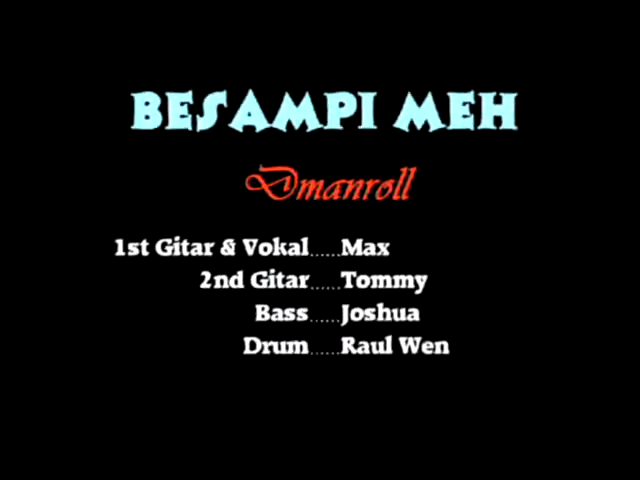 BESAMPI MEH
Dmanroll
1st Gitar & Vokal......Max
2nd Gitar......Tommy
Bass......Joshua
Drum......Raul Wen